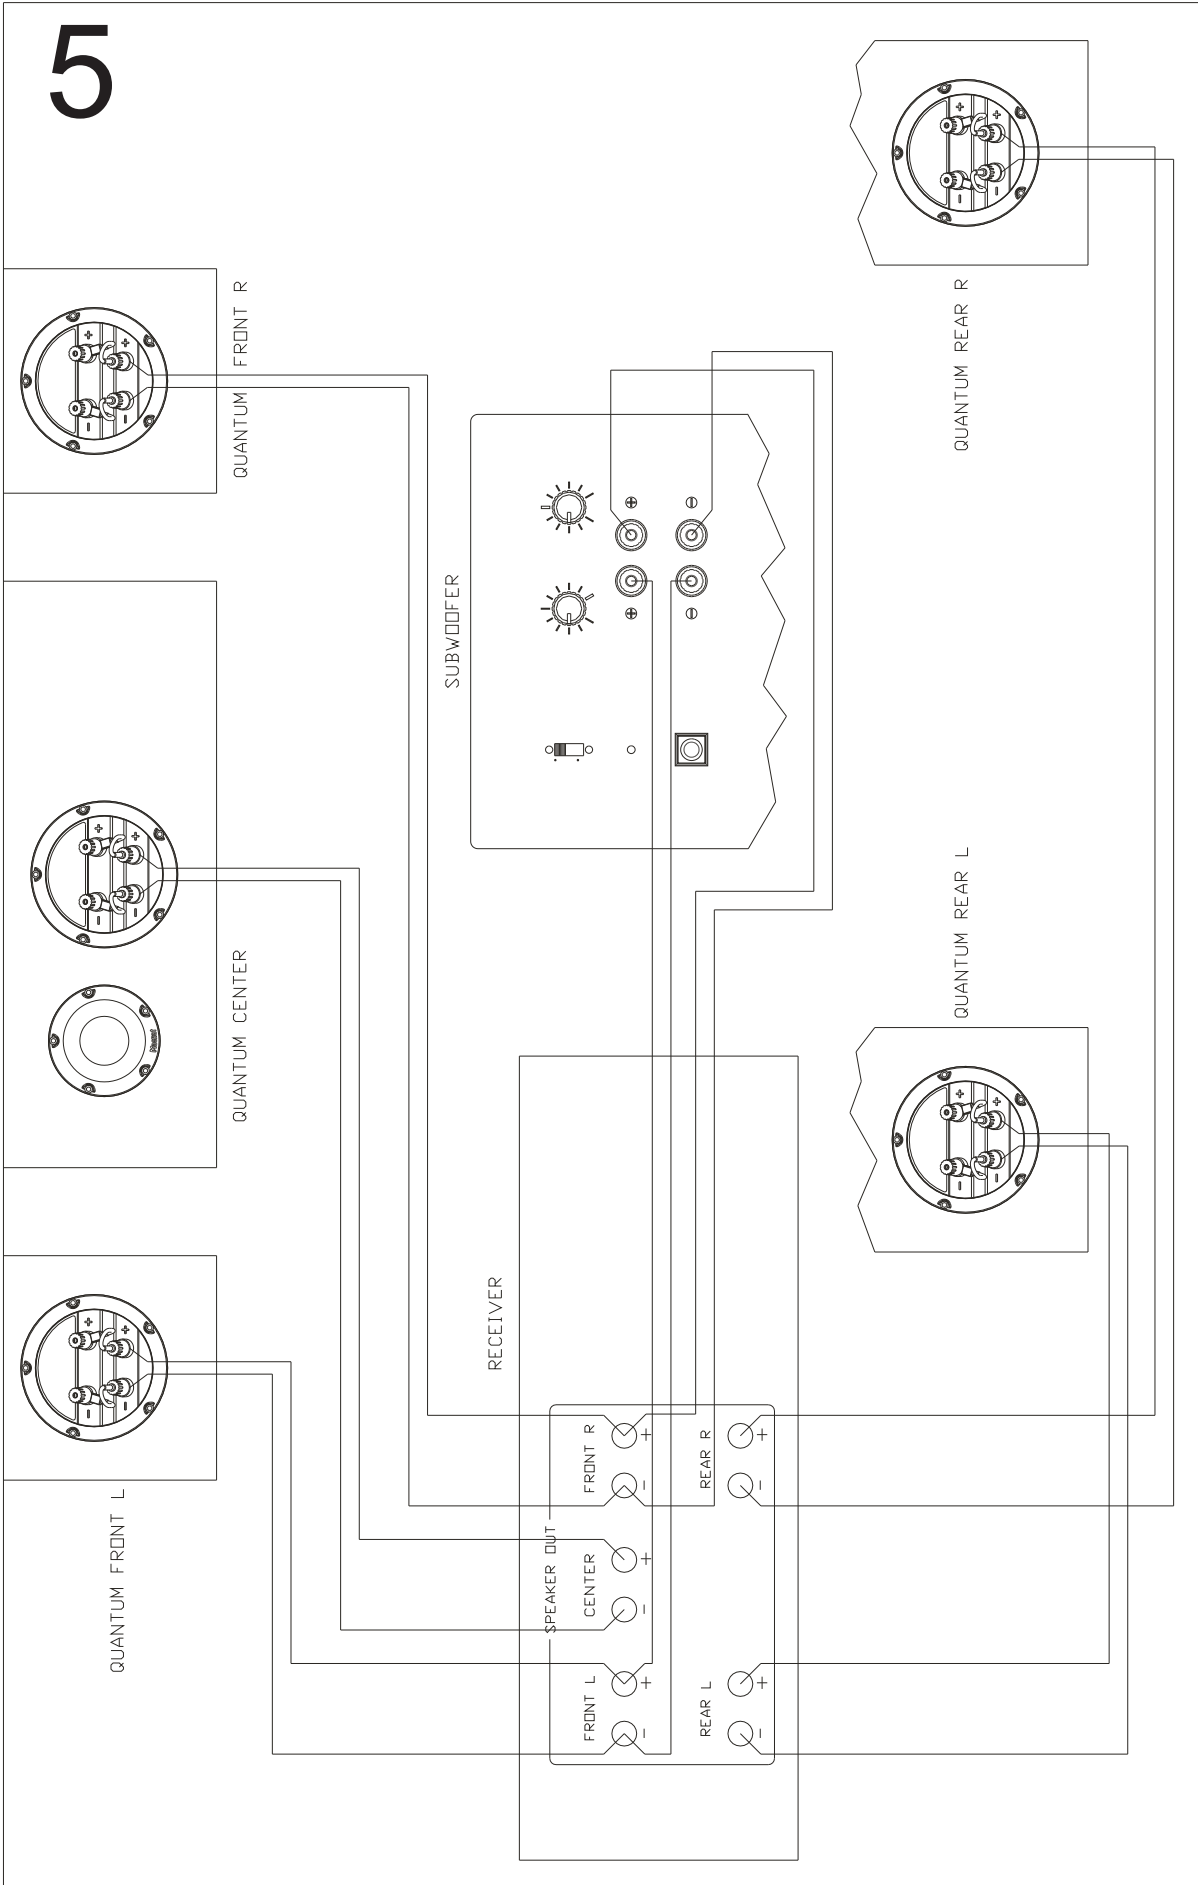 5
QUANTUM FRONT R
QUANTUM REAR R
SUBWOOFER
QUANTUM CENTER
QUANTUM REAR L
QUANTUM FRONT L
RECEIVER
SPEAKER OUT
FRONT R
+
-
REAR R
+
-
CENTER
+
-
FRONT L
+
-
REAR L
+
-